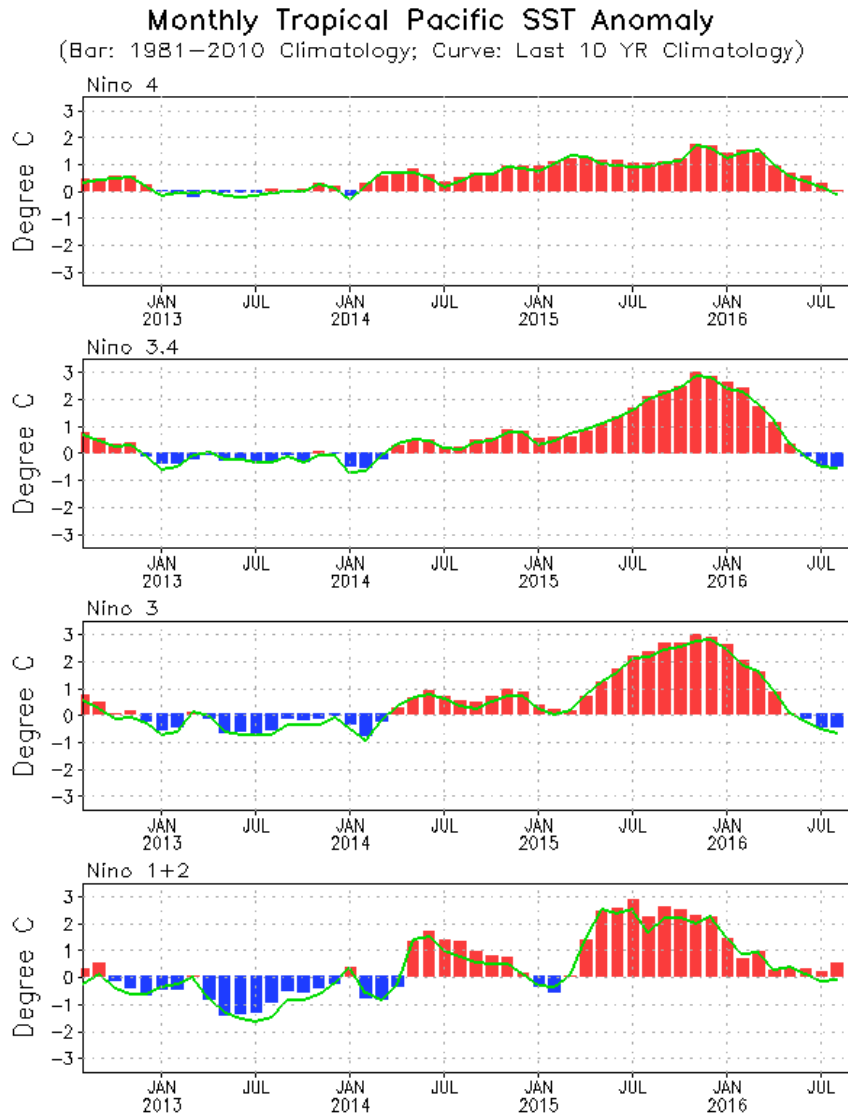 Monthly Tropical Pacific SST Anomaly
(Bar: 1981−2010 Climatology; Curve: Last 10 YR Climatology)
Nino 4
Degree C
3
2
1
0
−1
−2
−3
JAN JUL JAN JUL JAN JUL JAN JUL
2013 2014 2015 2016
Nino 3.4
Degree C
3
2
1
0
−1
−2
−3
JAN JUL JAN JUL JAN JUL JAN JUL
2013 2014 2015 2016
Nino 3
Degree C
3
2
1
0
−1
−2
−3
JAN JUL JAN JUL JAN JUL JAN JUL
2013 2014 2015 2016
Nino 1+2
Degree C
3
2
1
0
−1
−2
−3
JAN JUL JAN JUL JAN JUL JAN JUL
2013 2014 2015 2016